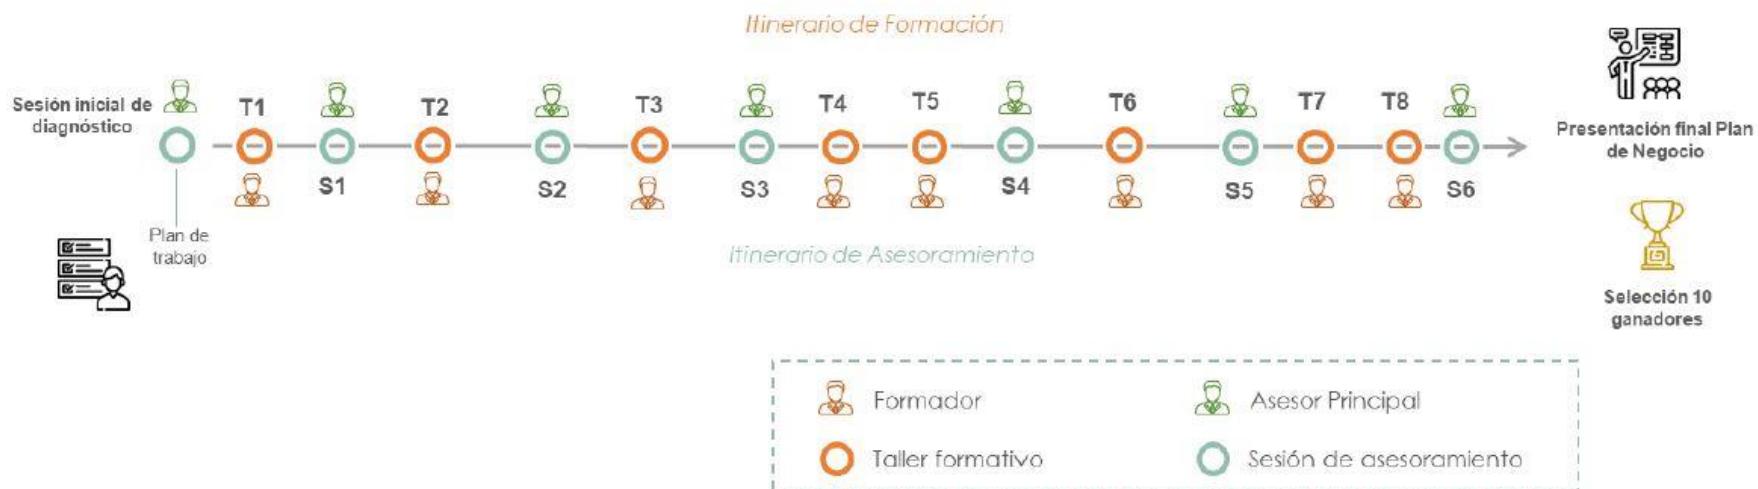 Itinerario de Formación
Sesión inicial de
diagnóstico
T1
T2
T3
T4
T5
T6
T7
T8
Presentación final Plan
de Negocio
S1
S2
S3
S4
S5
S6
Plan de
trabajo
Itinerario de Asesoramiento
Selección 10
ganadores
Formador
Asesor Principal
Taller formativo
Sesión de asesoramiento